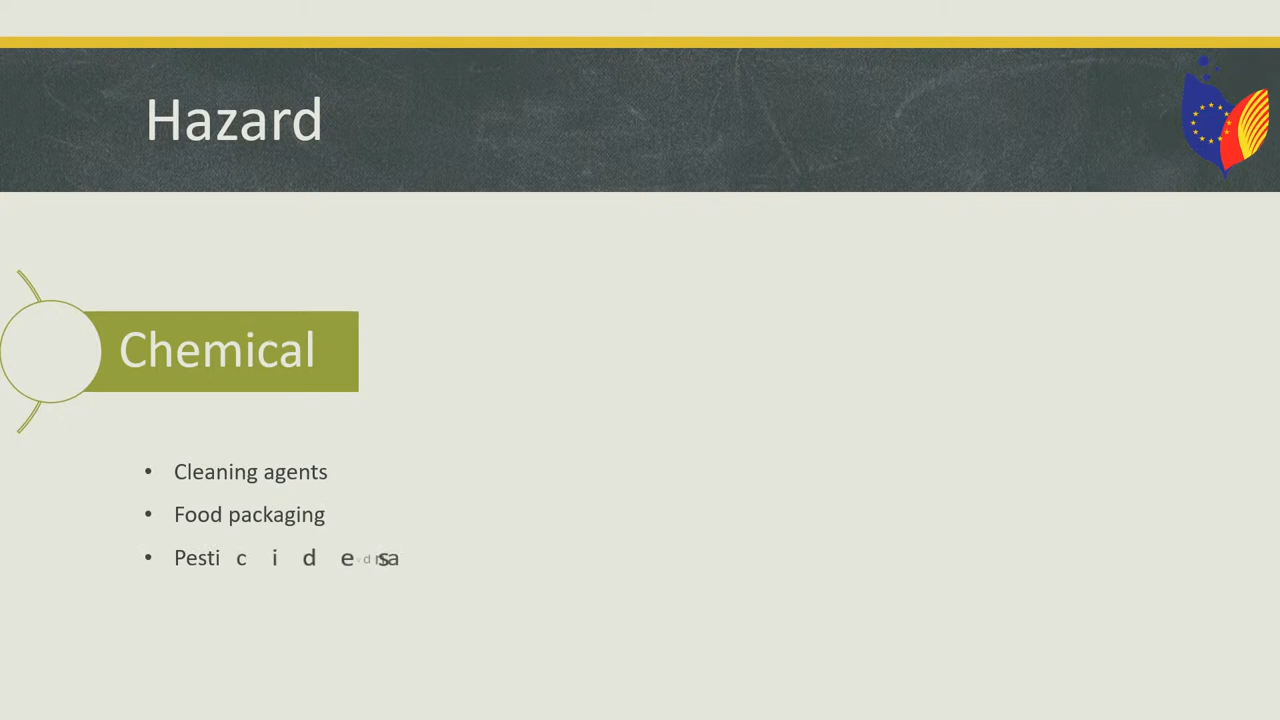 Hazard
Chemical
• Cleaning agents
• Food packaging
• Pesticides